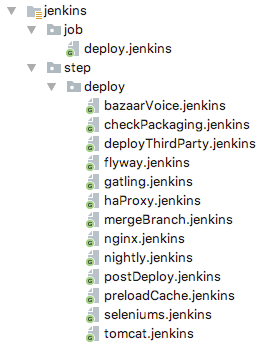 jenkins
job
deploy.jenkins
step
deploy
bazaarVoice.jenkins
checkPackaging.jenkins
deployThirdParty.jenkins
flyway.jenkins
gatling.jenkins
haProxy.jenkins
mergeBranch.jenkins
nginx.jenkins
nightly.jenkins
postDeploy.jenkins
preloadCache.jenkins
seleniums.jenkins
tomcat.jenkins